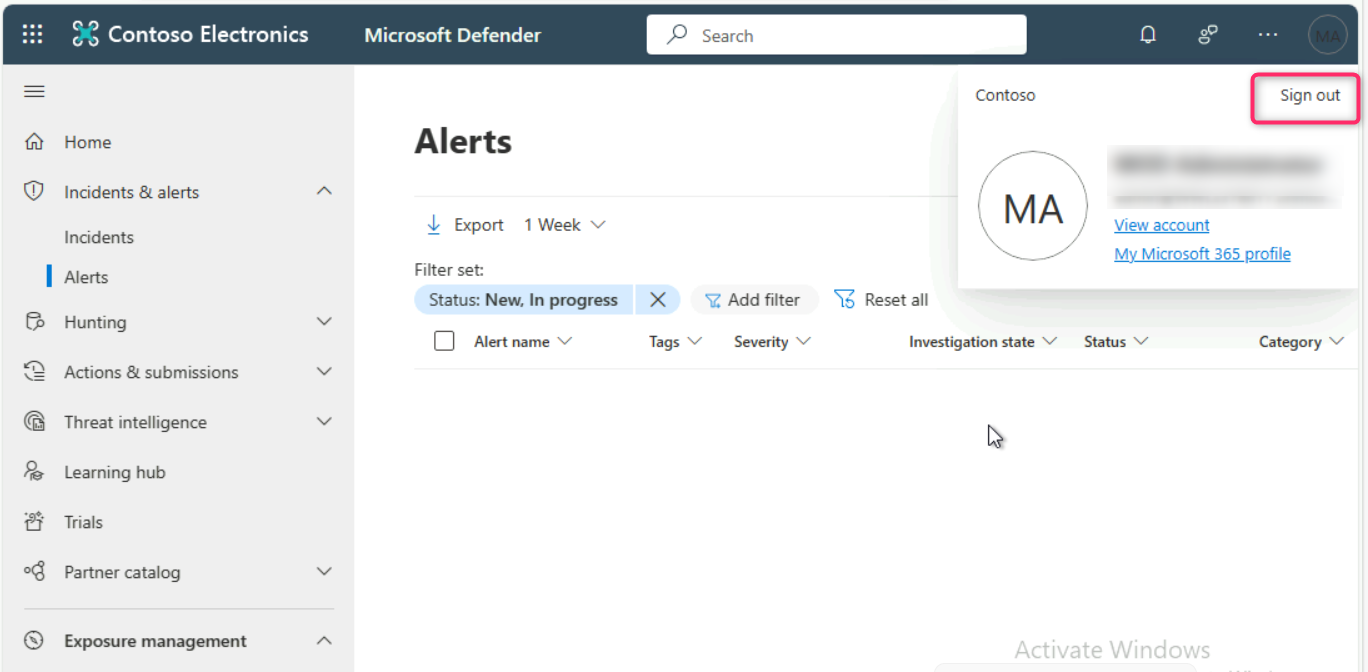 Contoso Electronics
Microsoft Defender
Search
MA
Contoso
Sign out
MA
View account
My Microsoft 365 profile
Home
Incidents & alerts
Incidents
Alerts
Hunting
Actions & submissions
Threat intelligence
Learning hub
Trials
Partner catalog
Exposure management
Alerts
Export 1 Week
Filter set:
Status: New, In progress Add filter Reset all
Alert name Tags Severity Investigation state Status Category
Activate Windows